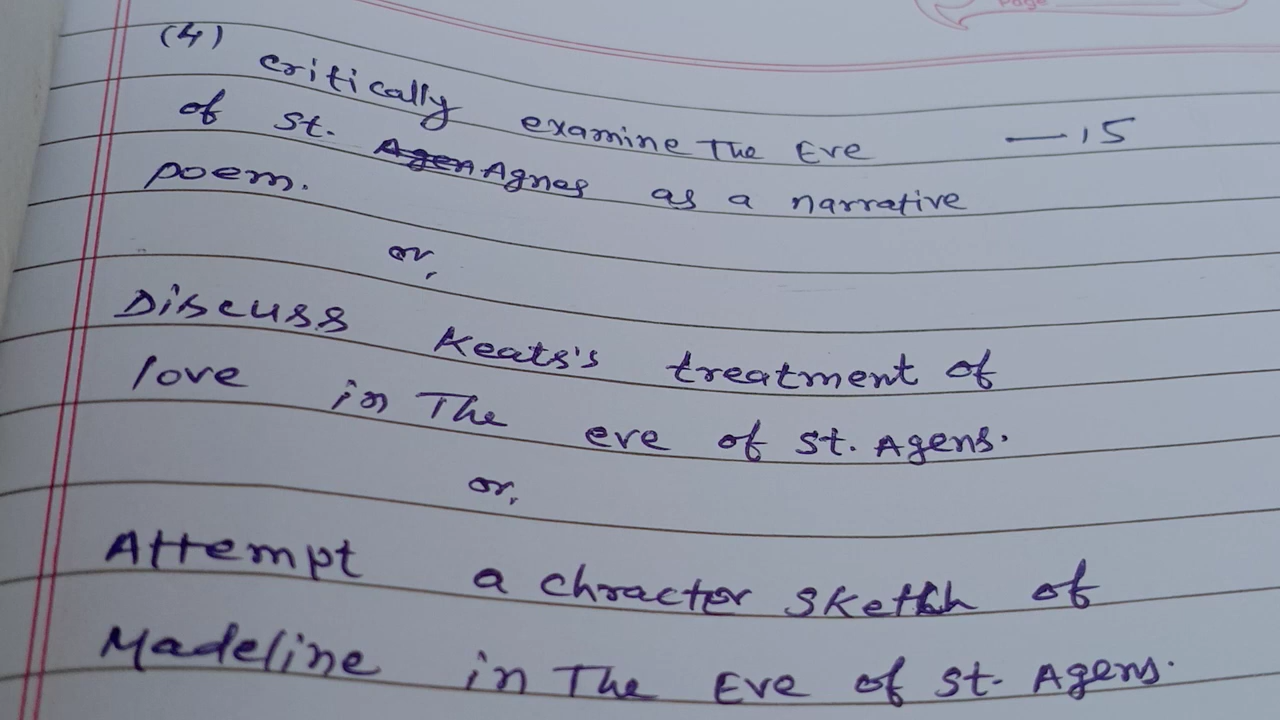 Page
(4) critically examine The Eve — 15
of St. Agen Agnes as a narrative
poem.
or,
Discuss Keats's treatment of
love in The eve of St. Agens.
or,
Attempt a chracter sketch of
Madeline in The Eve of St. Agens.